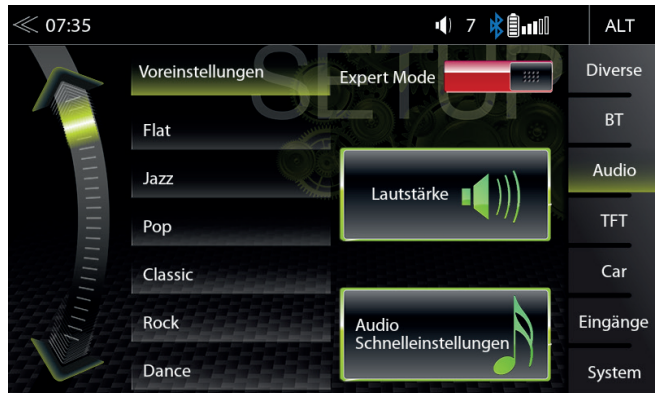 07:35
7
ALT
SETUP
Voreinstellungen
Flat
Jazz
Pop
Classic
Rock
Dance
Expert Mode
Lautstärke
Audio
Schnelleinstellungen
Diverse
BT
Audio
TFT
Car
Eingänge
System